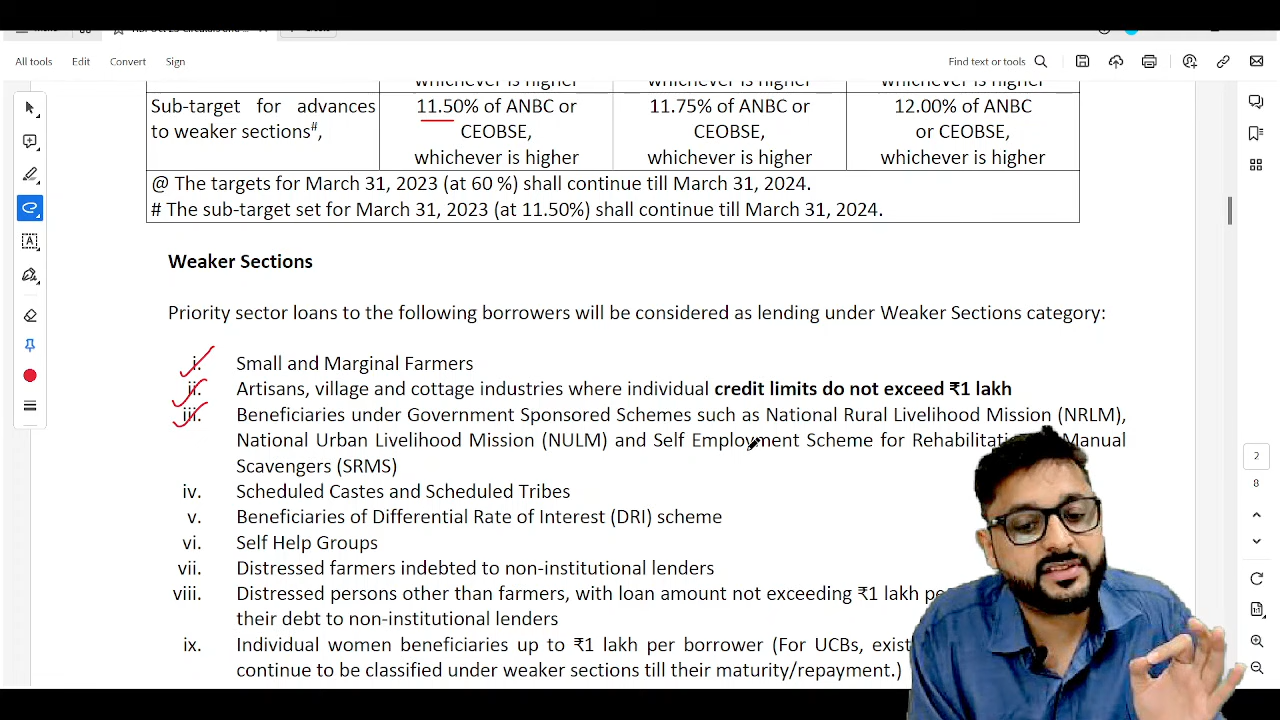 All tools Edit Convert Sign Find text or tools
which is higher which is higher which is higher
Sub-target for advances to weaker sections#, 11.50% of ANBC or CEOBSE, whichever is higher 11.75% of ANBC or CEOBSE, whichever is higher 12.00% of ANBC or CEOBSE, whichever is higher
@ The targets for March 31, 2023 (at 60 %) shall continue till March 31, 2024.
# The sub-target set for March 31, 2023 (at 11.50%) shall continue till March 31, 2024.
Weaker Sections
Priority sector loans to the following borrowers will be considered as lending under Weaker Sections category:
i. Small and Marginal Farmers
ii. Artisans, village and cottage industries where individual credit limits do not exceed ₹1 lakh
iii. Beneficiaries under Government Sponsored Schemes such as National Rural Livelihood Mission (NRLM),
National Urban Livelihood Mission (NULM) and Self Employment Scheme for Manual
Scavengers (SRMS)
iv. Scheduled Castes and Scheduled Tribes
v. Beneficiaries of Differential Rate of Interest (DRI) scheme
vi. Self Help Groups
vii. Distressed farmers indebted to non-institutional lenders
viii. Distressed persons other than farmers, with loan amount not exceeding ₹1 lakh
their debt to non-institutional lenders
ix. Individual women beneficiaries up to ₹1 lakh per borrower (For UCBs,
continue to be classified under weaker sections till their maturity/repayment.)
2
8